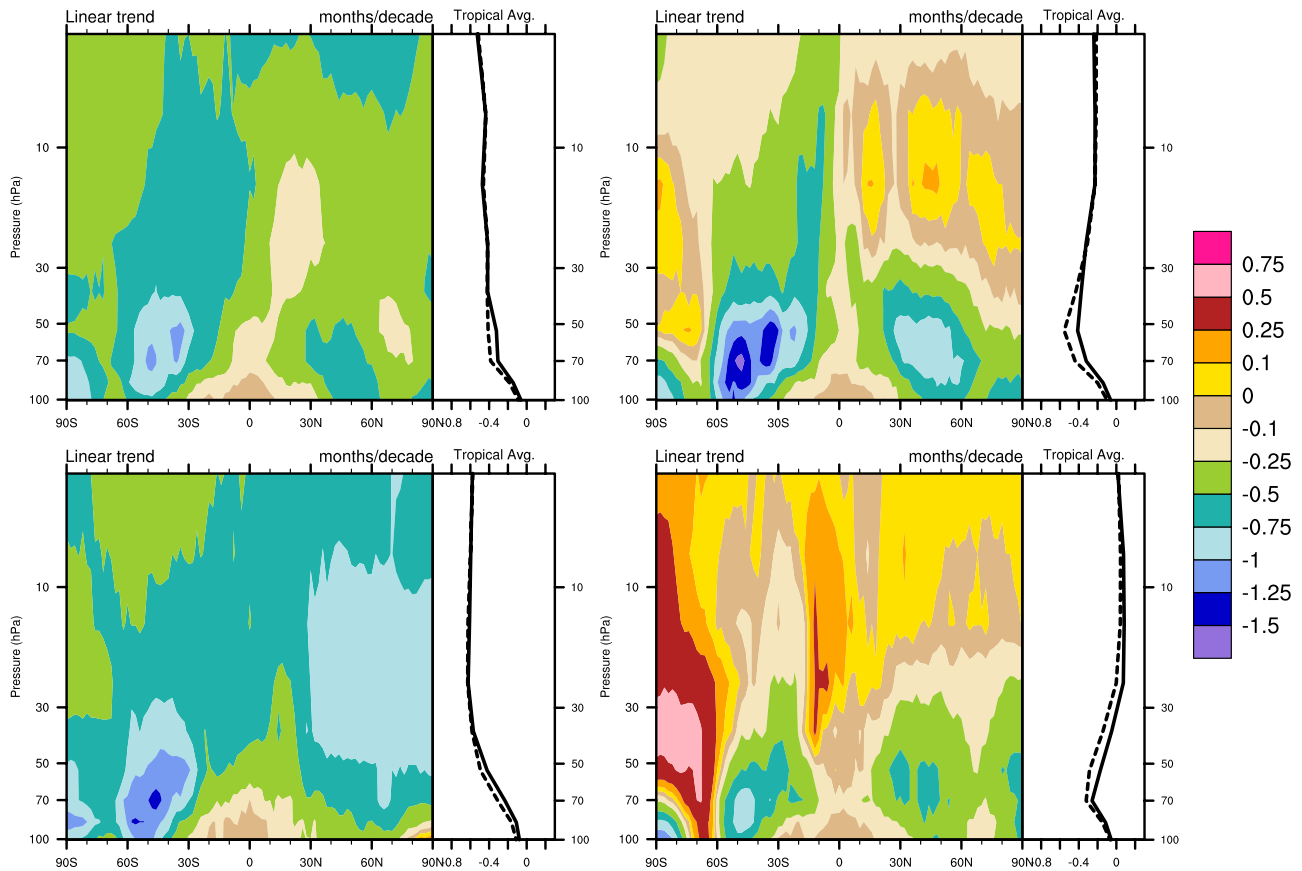 Linear trend months/decade Tropical Avg. Linear trend months/decade Tropical Avg.
Pressure (hPa) 10 30 50 70 100
10 30 50 70 100
Pressure (hPa) 10 30 50 70 100
10 30 50 70 100
90S 60S 30S 0 30N 60N 90N -0.8 -0.4 0
90S 60S 30S 0 30N 60N 90N -0.8 -0.4 0
0.75
0.5
0.25
0.1
0
-0.1
-0.25
-0.5
-0.75
-1
-1.25
-1.5
Linear trend months/decade Tropical Avg. Linear trend months/decade Tropical Avg.
Pressure (hPa) 10 30 50 70 100
10 30 50 70 100
Pressure (hPa) 10 30 50 70 100
10 30 50 70 100
90S 60S 30S 0 30N 60N 90N -0.8 -0.4 0
90S 60S 30S 0 30N 60N 90N -0.8 -0.4 0